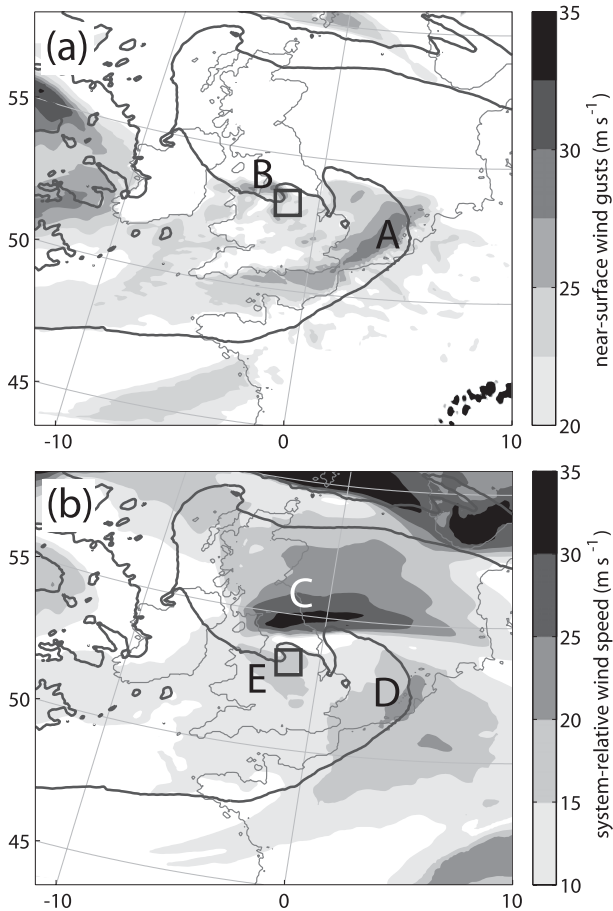 (a)
55
50
45
-10
0
10
B
A
35
30
25
20
near-surface wind gusts (m s⁻¹)
(b)
55
50
45
-10
0
10
C
E
D
35
30
25
20
15
10
system-relative wind speed (m s⁻¹)